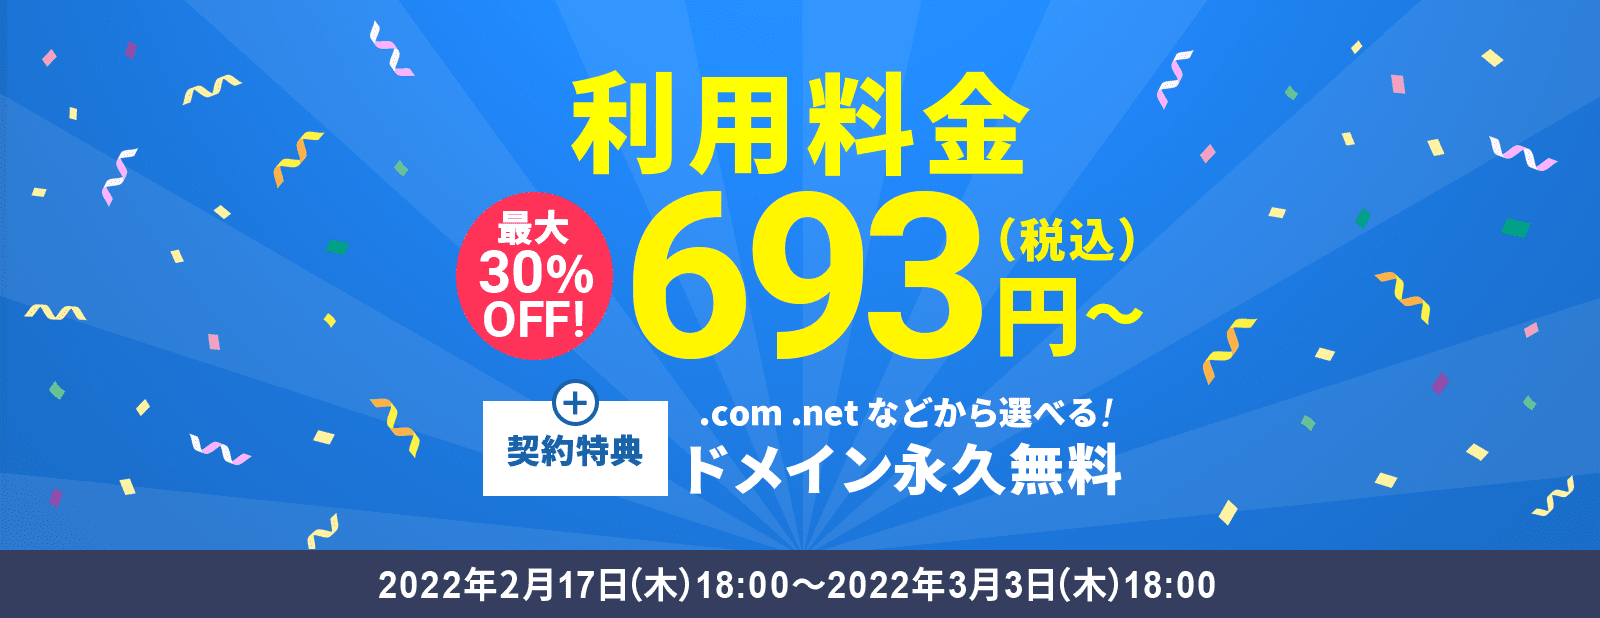 利用料金
最大
30%
OFF!
693円〜
(税込)
+
契約特典
.com .net などから選べる!
ドメイン永久無料
2022年2月17日(木)18:00〜2022年3月3日(木)18:00